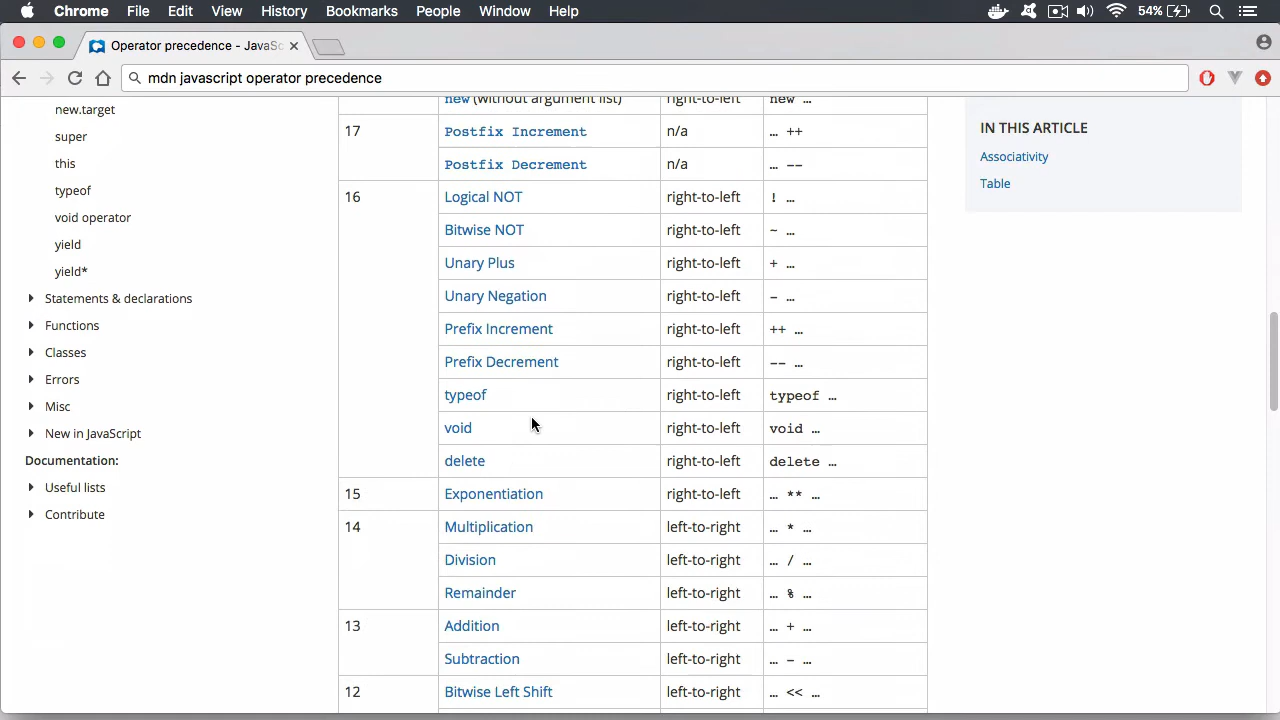 Chrome File Edit View History Bookmarks People Window Help 54%
Operator precedence - JavaSc
mdn javascript operator precedence
new.target
super
this
typeof
void operator
yield
yield*
Statements & declarations
Functions
Classes
Errors
Misc
New in JavaScript
Documentation:
Useful lists
Contribute
new (without argument list) right-to-left new …
17 Postfix Increment n/a … ++
Postfix Decrement n/a … --
16 Logical NOT right-to-left ! …
Bitwise NOT right-to-left ~ …
Unary Plus right-to-left + …
Unary Negation right-to-left - …
Prefix Increment right-to-left ++ …
Prefix Decrement right-to-left -- …
typeof right-to-left typeof …
void right-to-left void …
delete right-to-left delete …
15 Exponentiation right-to-left … ** …
14 Multiplication left-to-right … * …
Division left-to-right … / …
Remainder left-to-right … % …
13 Addition left-to-right … + …
Subtraction left-to-right … - …
12 Bitwise Left Shift left-to-right … << …
IN THIS ARTICLE
Associativity
Table